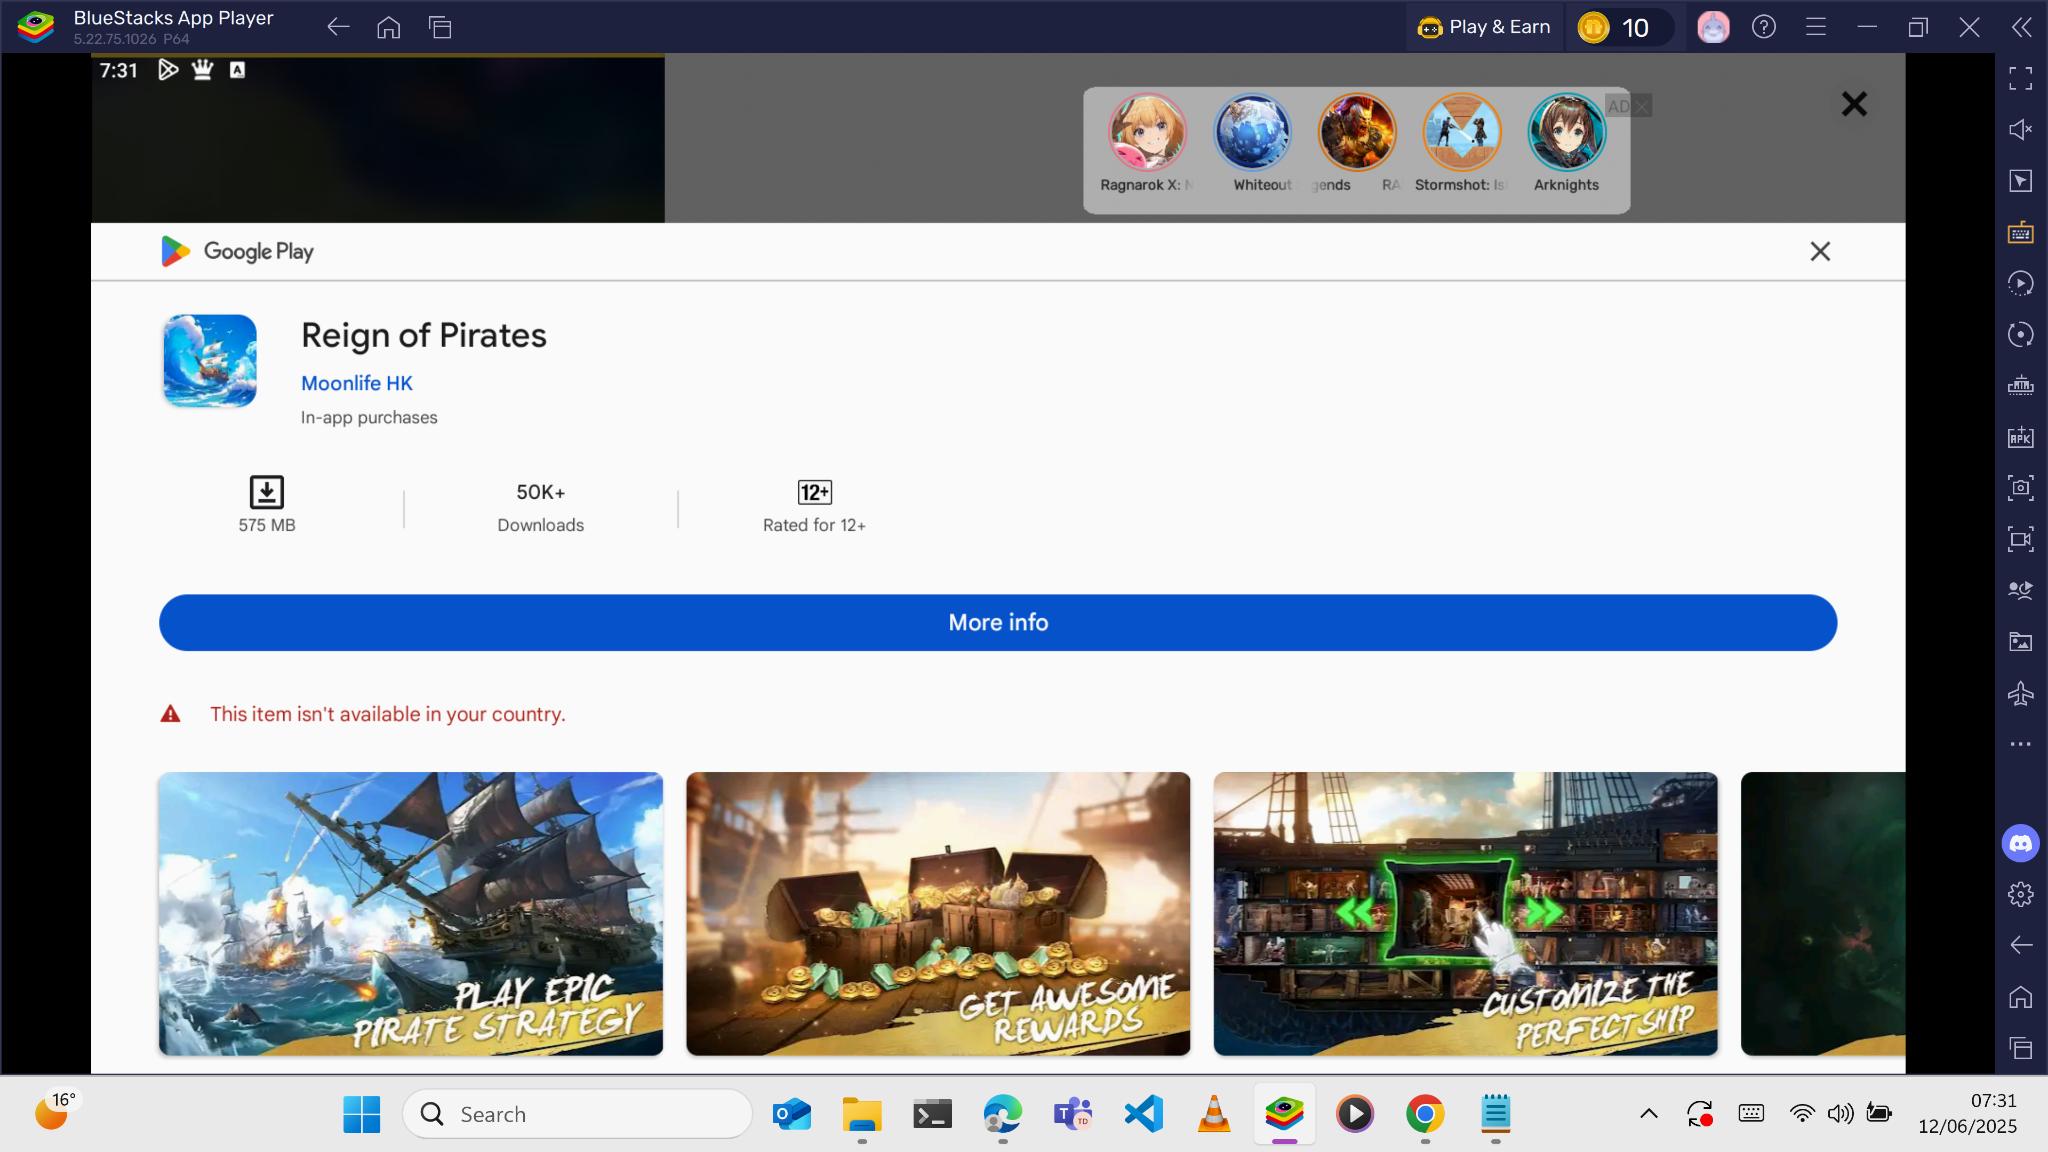 BlueStacks App Player
5.22.75.1026 P64
Play & Earn
10
7:31
A
AD
Ragnarok X: N
Whiteout
gends
RA
Stormshot: Isl
Arknights
Google Play
Reign of Pirates
Moonlife HK
In-app purchases
575 MB
50K+
Downloads
12+
Rated for 12+
More info
This item isn't available in your country.
PLAY EPIC
PIRATE STRATEGY
GET AWESOME
REWARDS
CUSTOMIZE THE
PERFECT SHIP
APK
16°
Search
TD
07:31
12/06/2025